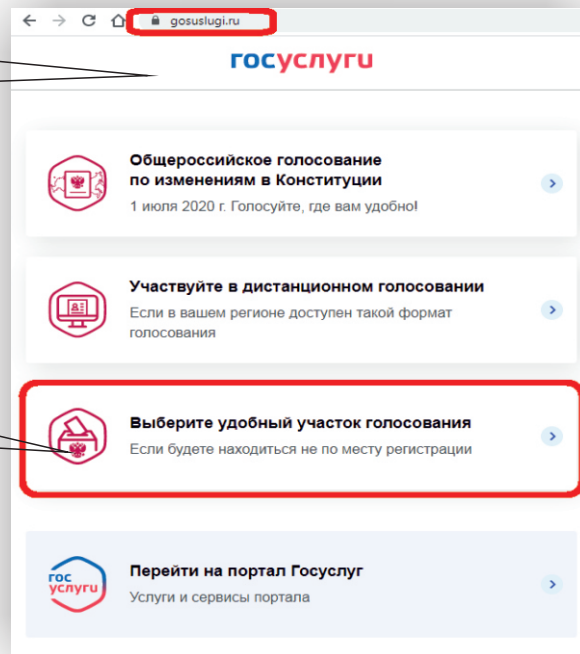 gosuslugi.ru
госуслуги
Общероссийское голосование
по изменениям в Конституции
1 июля 2020 г. Голосуйте, где вам удобно!
Участвуйте в дистанционном голосовании
Если в вашем регионе доступен такой формат
голосования
Выберите удобный участок голосования
Если будете находиться не по месту регистрации
гос
услуги
Перейти на портал Госуслуг
Услуги и сервисы портала